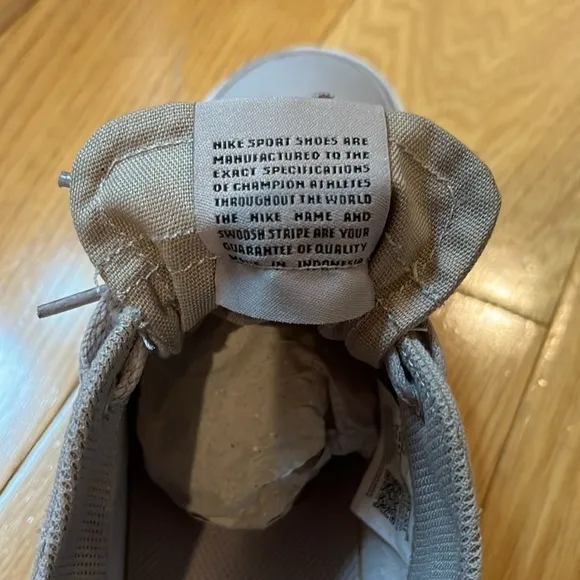 NIKE SPORT SHOES ARE
MANUFACTURED TO THE
EXACT SPECIFICATIONS
OF CHAMPION ATHLETES
THROUGHOUT THE WORLD
THE NIKE NAME AND
SWOOSH STRIPE ARE YOUR
GUARANTEE OF QUALITY
MADE IN INDONESIA